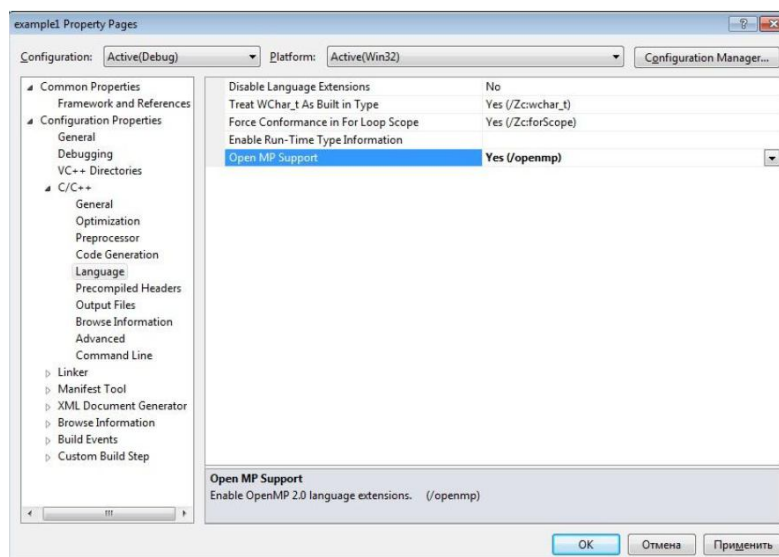 example1 Property Pages
Configuration: Active(Debug) Platform: Active(Win32) Configuration Manager...
Common Properties
Framework and References
Configuration Properties
General
Debugging
VC++ Directories
C/C++
General
Optimization
Preprocessor
Code Generation
Language
Precompiled Headers
Output Files
Browse Information
Advanced
Command Line
Linker
Manifest Tool
XML Document Generator
Browse Information
Build Events
Custom Build Step
Disable Language Extensions No
Treat WChar_t As Built in Type Yes (/Zc:wchar_t)
Force Conformance in For Loop Scope Yes (/Zc:forScope)
Enable Run-Time Type Information
Open MP Support Yes (/openmp)
Open MP Support
Enable OpenMP 2.0 language extensions. (/openmp)
OK Отмена Применить